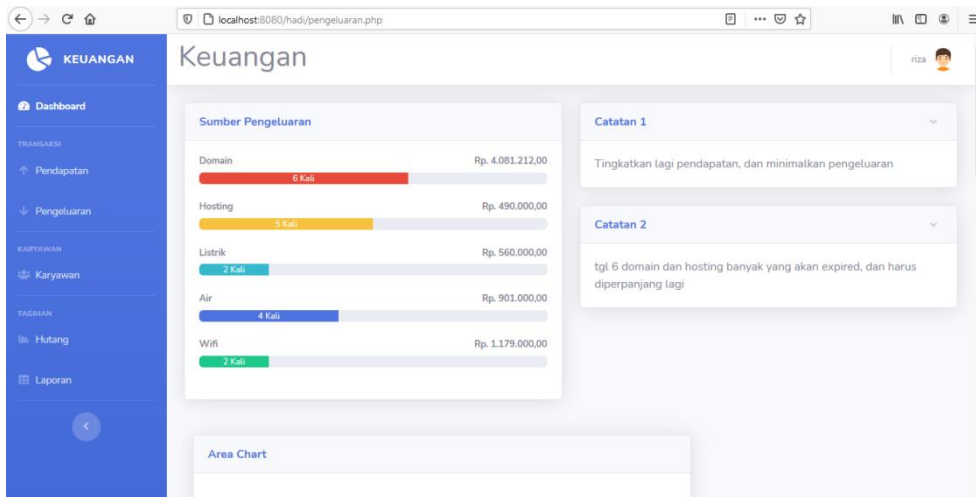 localhost:8080/hadi/pengeluaran.php
KEUANGAN
Keuangan
riza
Dashboard
TRANSAKSI
Pendapatan
Pengeluaran
KARYAWAN
Karyawan
TAGIHAN
Hutang
Laporan
Sumber Pengeluaran
Domain Rp. 4.081.212,00
6 Kali
Hosting Rp. 490.000,00
5 Kali
Listrik Rp. 560.000,00
2 Kali
Air Rp. 901.000,00
4 Kali
Wifi Rp. 1.179.000,00
2 Kali
Catatan 1
Tingkatkan lagi pendapatan, dan minimalkan pengeluaran
Catatan 2
tgl 6 domain dan hosting banyak yang akan expired, dan harus
diperpanjang lagi
Area Chart